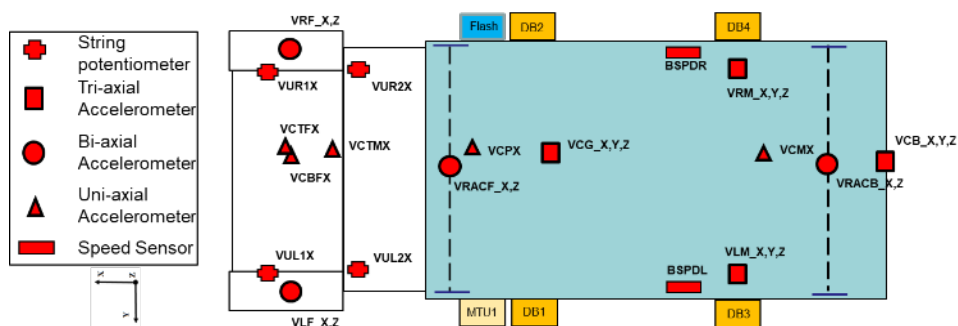 String
potentiometer
Tri-axial
Accelerometer
Bi-axial
Accelerometer
Uni-axial
Accelerometer
Speed Sensor
X
Z
Y
VRF_X,Z
Flash
DB2
DB4
VUR1X
VUR2X
BSPDR
VRM_X,Y,Z
VCTFX
VCTMX
VCBFX
VCPX
VCG_X,Y,Z
VCMX
VCB_X,Y,Z
VRACF_X,Z
VRACB_X,Z
VUL1X
VUL2X
BSPDL
VLM_X,Y,Z
VLF_X,Z
MTU1
DB1
DB3